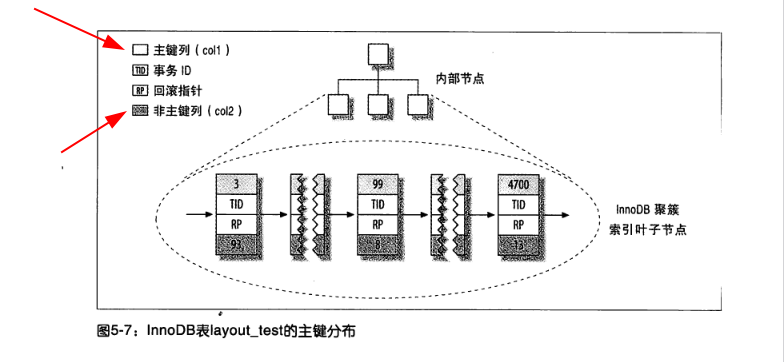 主键列（col1）
TID 事务 ID
RP 回滚指针
非主键列（col2）
内部节点
3
99
4700
TID
TID
TID
RP
RP
RP
93
8
13
InnoDB 聚簇
索引叶子节点
图5-7：InnoDB表layout_test的主键分布